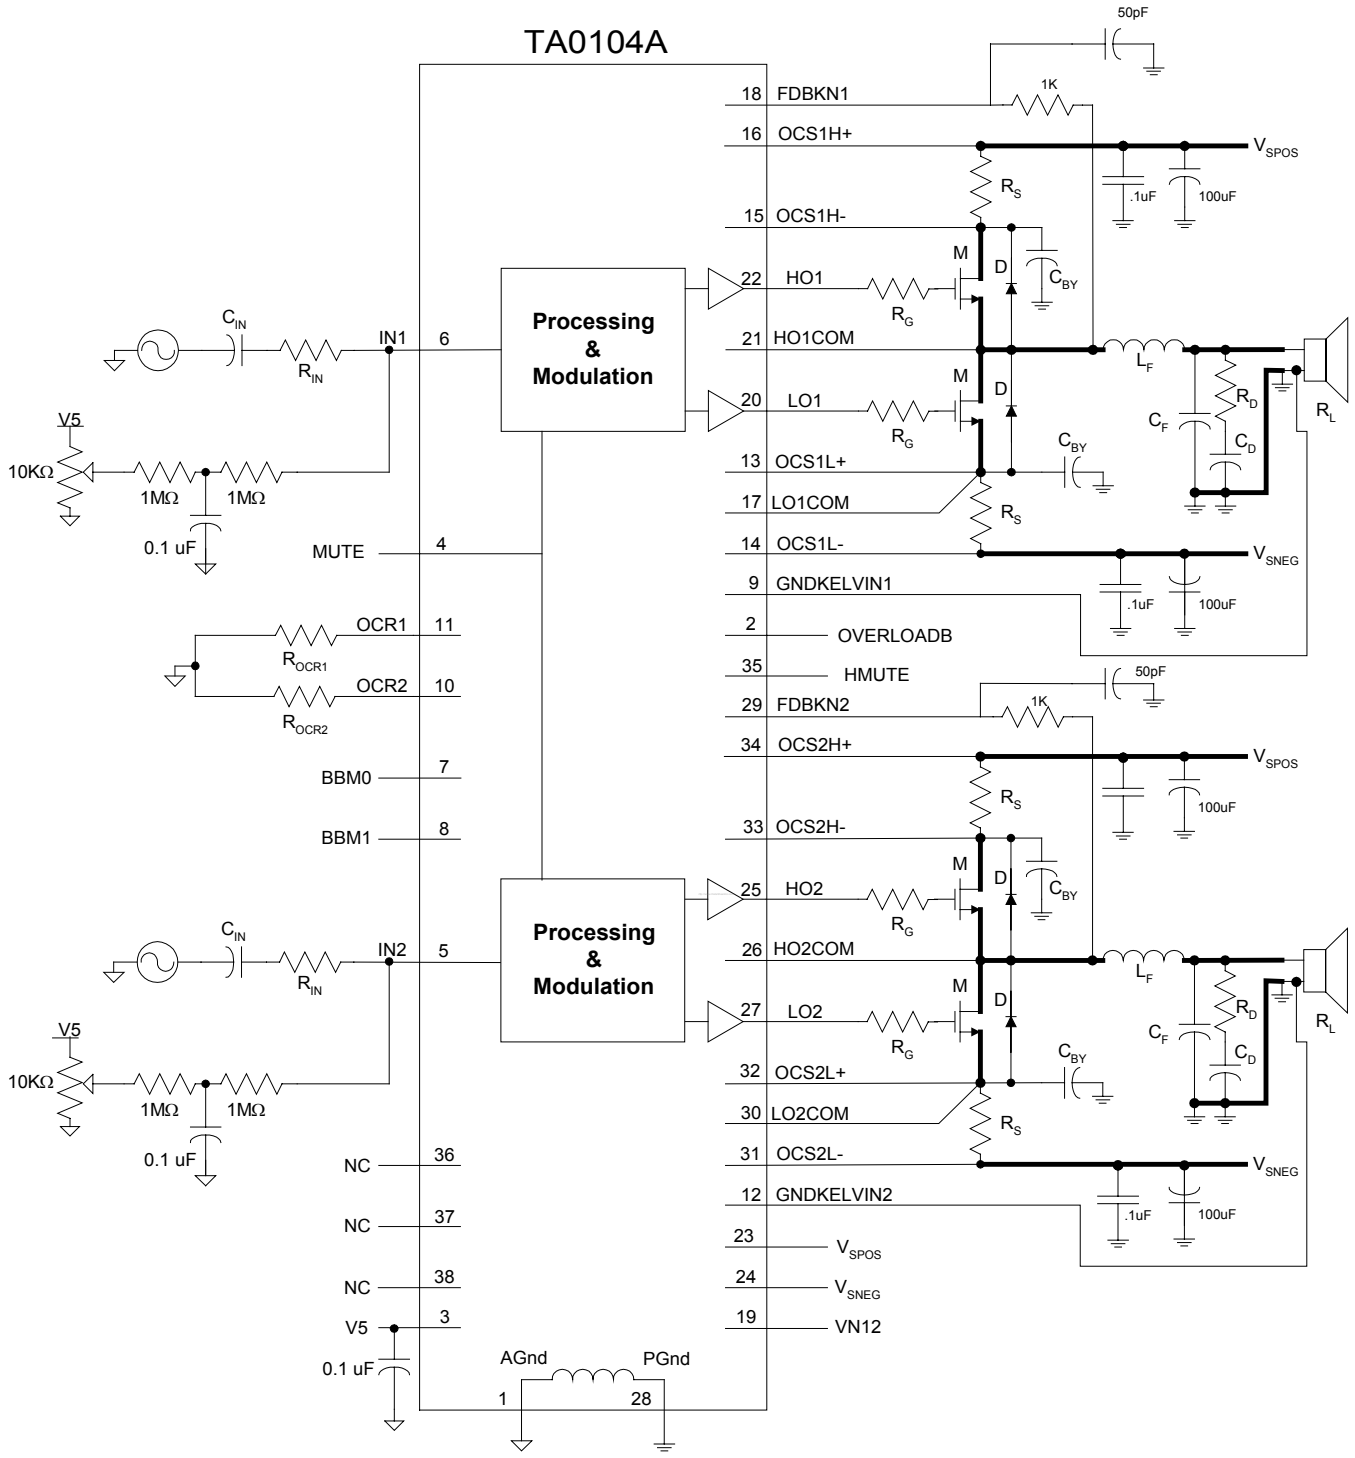 TA0104A
50pF
18 FDBKN1
1K
16 OCS1H+
VSPOS
RS
.1uF
100uF
15 OCS1H-
M
D
CBY
22 HO1
RG
Processing
&
Modulation
CIN
RIN
IN1
6
21 HO1COM
LF
M
D
20 LO1
RG
RD
CF
CD
RL
V5
10KΩ
1MΩ
1MΩ
0.1 uF
13 OCS1L+
CBY
17 LO1COM
RS
MUTE
4
14 OCS1L-
VSNEG
9 GNDKELVIN1
.1uF
100uF
OCR1
11
ROCR1
2
OVERLOADB
35
HMUTE
50pF
OCR2
10
ROCR2
29 FDBKN2
1K
34 OCS2H+
VSPOS
BBM0
7
RS
100uF
BBM1
8
33 OCS2H-
M
D
CBY
25 HO2
RG
Processing
&
Modulation
CIN
RIN
IN2
5
26 HO2COM
LF
M
D
27 LO2
RG
RD
CF
CD
RL
V5
10KΩ
1MΩ
1MΩ
0.1 uF
32 OCS2L+
CBY
30 LO2COM
RS
NC
36
31 OCS2L-
VSNEG
12 GNDKELVIN2
.1uF
100uF
NC
37
23
VSPOS
NC
38
24
VSNEG
V5
3
19
VN12
0.1 uF
AGnd
PGnd
1
28